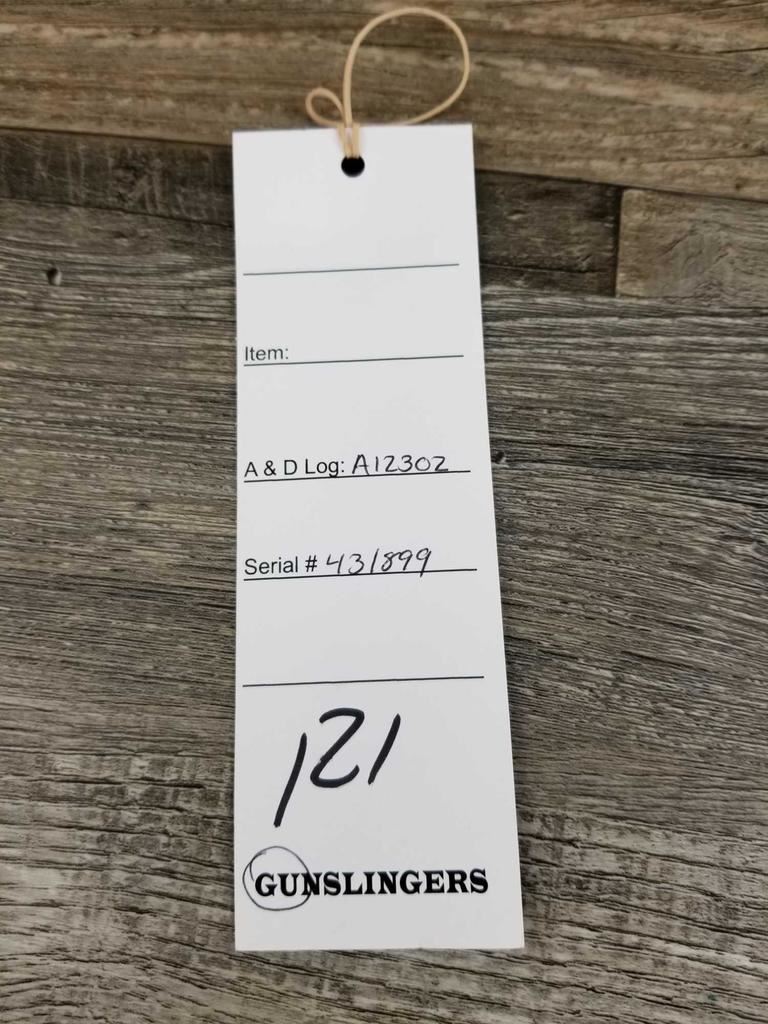 Item:
A & D Log: A12302
Serial # 431899
121
GUNSLINGERS